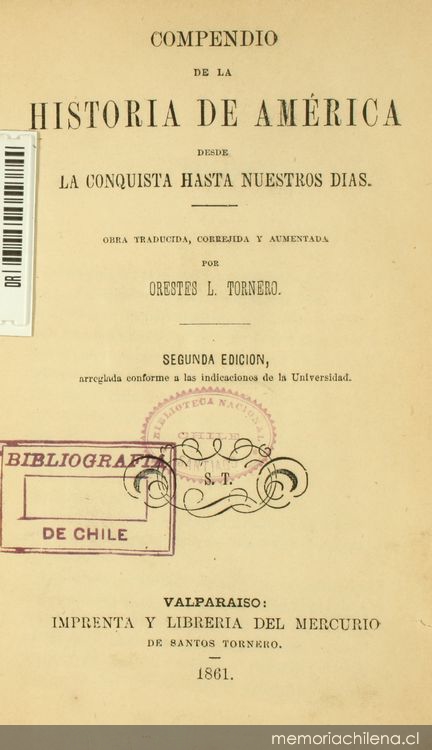 COMPENDIO
DE LA
HISTORIA DE AMÉRICA
DESDE
LA CONQUISTA HASTA NUESTROS DIAS.
OBRA TRADUCIDA, CORREJIDA Y AUMENTADA
POR
ORESTES L. TORNERO.
SEGUNDA EDICION,
arreglada conforme a las indicaciones de la Universidad.
BIBLIOTECA NACIONAL
CHILE
BIBLIOGRAFIA
DE CHILE
S. T.
VALPARAISO:
IMPRENTA Y LIBRERIA DEL MERCURIO
DE SANTOS TORNERO.
1861.
memoriachilena.cl